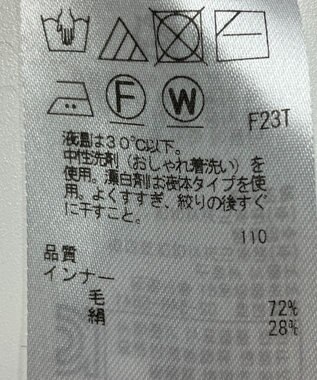 F W
F23T
液温は30℃以下。
中性洗剤（おしゃれ着洗い）を
使用。漂白剤は液体タイプを使
用。よくすすぎ、絞りの後すぐ
に干すこと。
110
品質
インナー
毛 72%
絹 28%